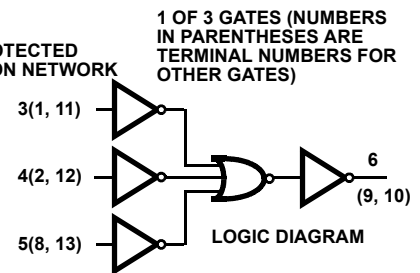 1 OF 3 GATES (NUMBERS
IN PARENTHESES ARE
TERMINAL NUMBERS FOR
OTHER GATES)
OTECTED
ON NETWORK
3(1, 11)
4(2, 12)
5(8, 13)
6
(9, 10)
LOGIC DIAGRAM